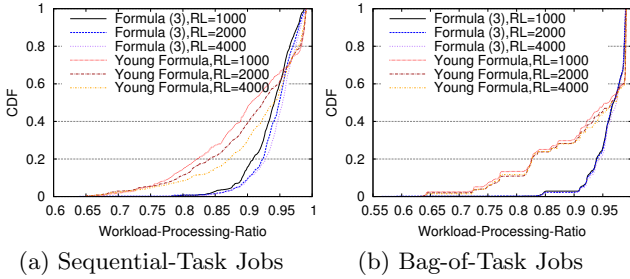 1
0.8
0.6
0.4
0.2
0
CDF
Formula (3),RL=1000
Formula (3),RL=2000
Formula (3),RL=4000
Young Formula,RL=1000
Young Formula,RL=2000
Young Formula,RL=4000
0.6 0.65 0.7 0.75 0.8 0.85 0.9 0.95 1
Workload-Processing-Ratio
(a) Sequential-Task Jobs
1
0.8
0.6
0.4
0.2
0
CDF
Formula (3),RL=1000
Formula (3),RL=2000
Formula (3),RL=4000
Young Formula,RL=1000
Young Formula,RL=2000
Young Formula,RL=4000
0.55 0.6 0.65 0.7 0.75 0.8 0.85 0.9 0.95
Workload-Processing-Ratio
(b) Bag-of-Task Jobs